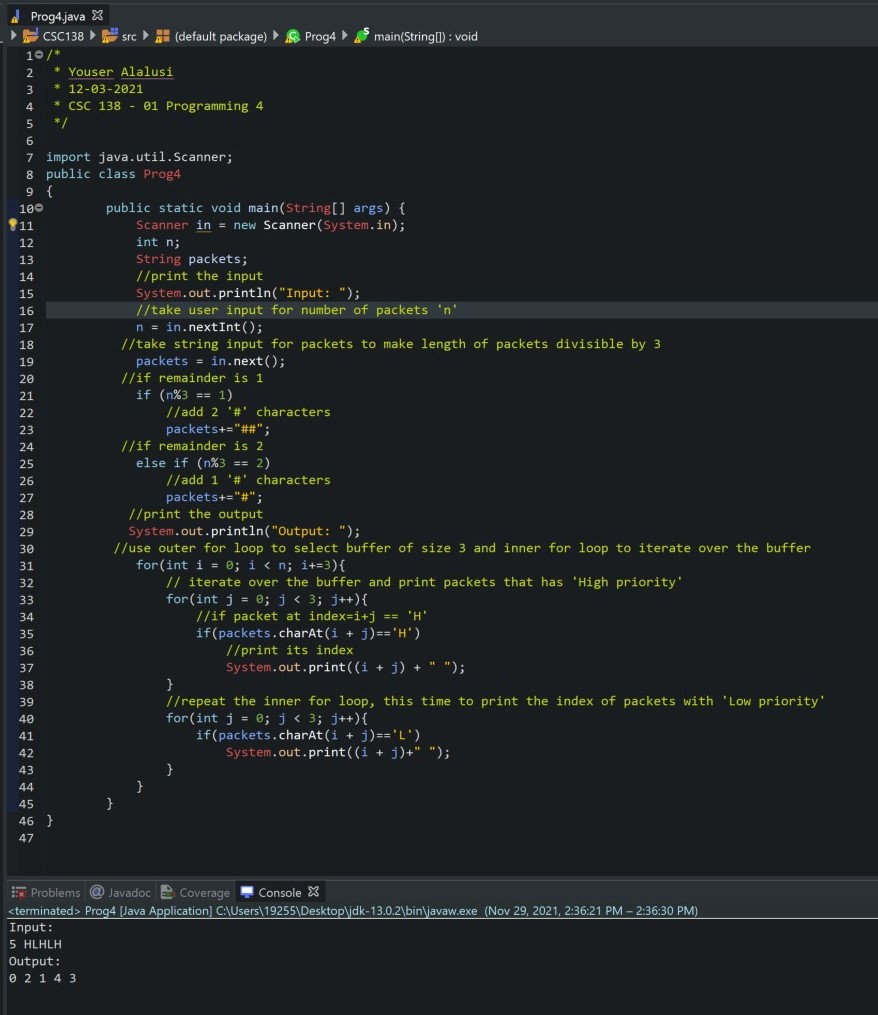 Prog4.java
CSC138 src (default package) Prog4 main(String[]) : void
1 /*
2 * Youser Alalusi
3 * 12-03-2021
4 * CSC 138 - 01 Programming 4
5 */
6
7 import java.util.Scanner;
8 public class Prog4
9 {
10 public static void main(String[] args) {
11 Scanner in = new Scanner(System.in);
12 int n;
13 String packets;
14 //print the input
15 System.out.println("Input: ");
16 //take user input for number of packets 'n'
17 n = in.nextInt();
18 //take string input for packets to make length of packets divisible by 3
19 packets = in.next();
20 //if remainder is 1
21 if (n%3 == 1)
22 //add 2 '#' characters
23 packets+="##";
24 //if remainder is 2
25 else if (n%3 == 2)
26 //add 1 '#' characters
27 packets+="#";
28 //print the output
29 System.out.println("Output: ");
30 //use outer for loop to select buffer of size 3 and inner for loop to iterate over the buffer
31 for(int i = 0; i < n; i+=3){
32 // iterate over the buffer and print packets that has 'High priority'
33 for(int j = 0; j < 3; j++){
34 //if packet at index=i+j == 'H'
35 if(packets.charAt(i + j)=='H')
36 //print its index
37 System.out.print((i + j) + " ");
38 }
39 //repeat the inner for loop, this time to print the index of packets with 'Low priority'
40 for(int j = 0; j < 3; j++){
41 if(packets.charAt(i + j)=='L')
42 System.out.print((i + j)+" ");
43 }
44 }
45 }
46 }
47
Problems @ Javadoc Coverage Console
<terminated> Prog4 [Java Application] C:\Users\19255\Desktop\jdk-13.0.2\bin\javaw.exe (Nov 29, 2021, 2:36:21 PM – 2:36:30 PM)
Input:
5 HLHLH
Output:
0 2 1 4 3